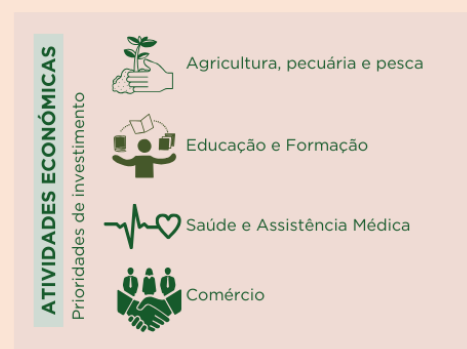 ATIVIDADES ECONÓMICAS
Prioridades de investimento
Agricultura, pecuária e pesca
Educação e Formação
Saúde e Assistência Médica
Comércio